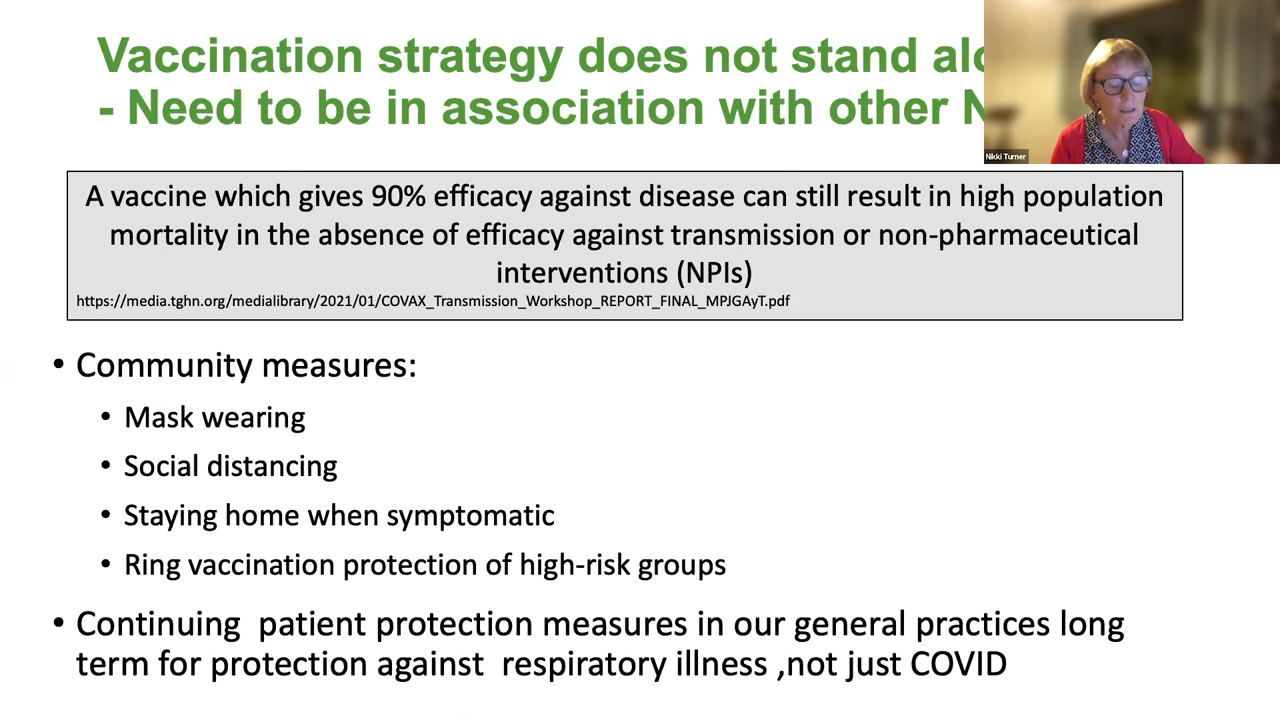 Vaccination strategy does not stand alo
- Need to be in association with other N
Nikki Turner
A vaccine which gives 90% efficacy against disease can still result in high population
mortality in the absence of efficacy against transmission or non-pharmaceutical
interventions (NPIs)
https://media.tghn.org/medialibrary/2021/01/COVAX_Transmission_Workshop_REPORT_FINAL_MPJGAyT.pdf
• Community measures:
• Mask wearing
• Social distancing
• Staying home when symptomatic
• Ring vaccination protection of high-risk groups
• Continuing  patient protection measures in our general practices long
term for protection against  respiratory illness ,not just COVID